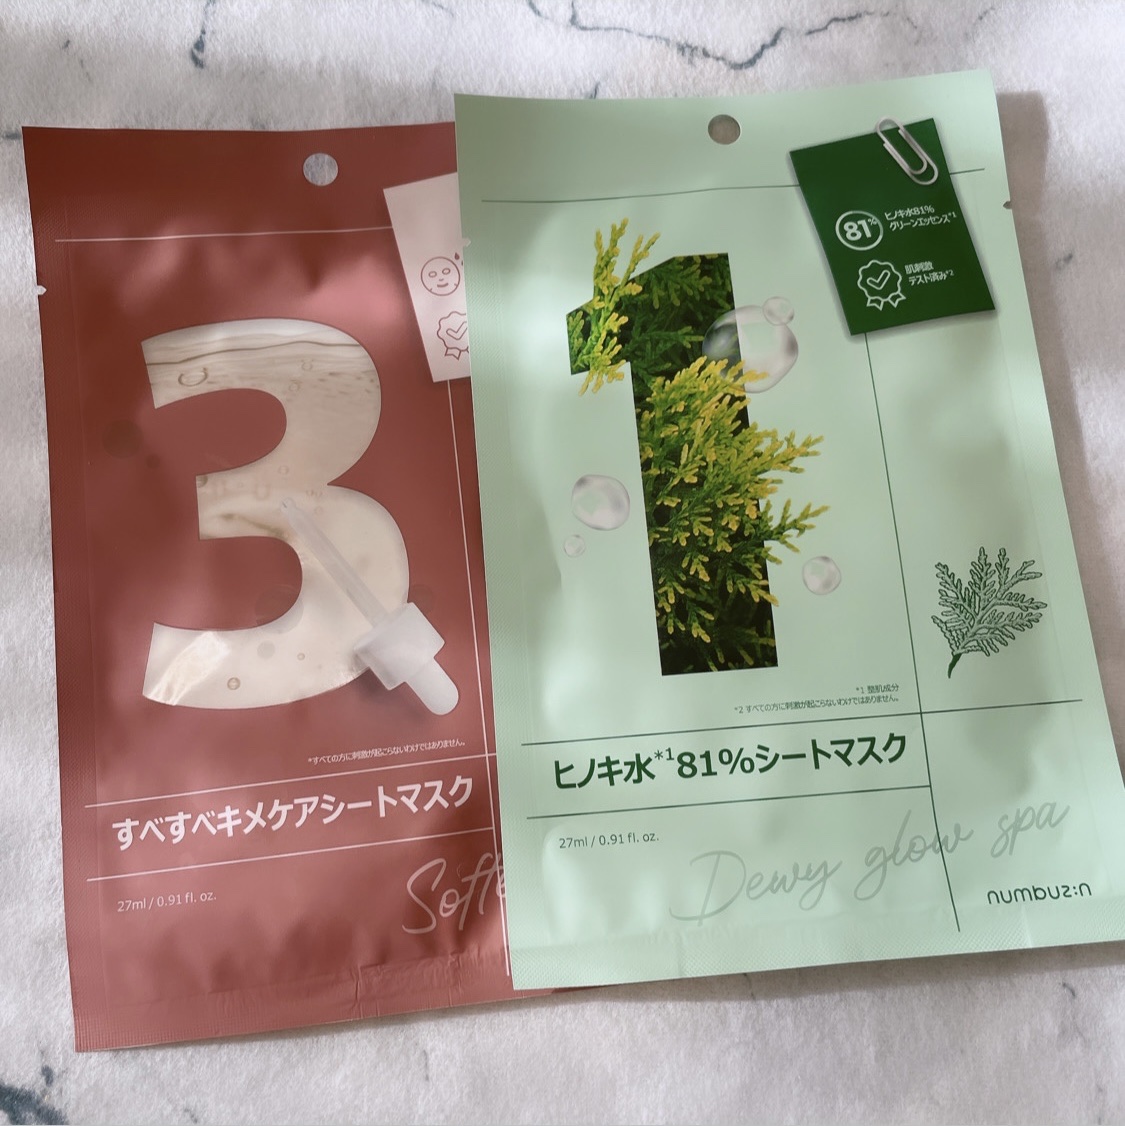 3
*すべての方に刺激が起こらないわけではありません。
すべすべキメケアシートマスク
27ml / 0.91 fl. oz.
81%
ヒノキ水81%
グリーンエッセンス*1
肌刺激
テスト済み*2
1
*1 整肌成分
*2 すべての方に刺激が起こらないわけではありません。
ヒノキ水*1 81%シートマスク
27ml / 0.91 fl. oz.
Dewy glow spa
numbuz:n